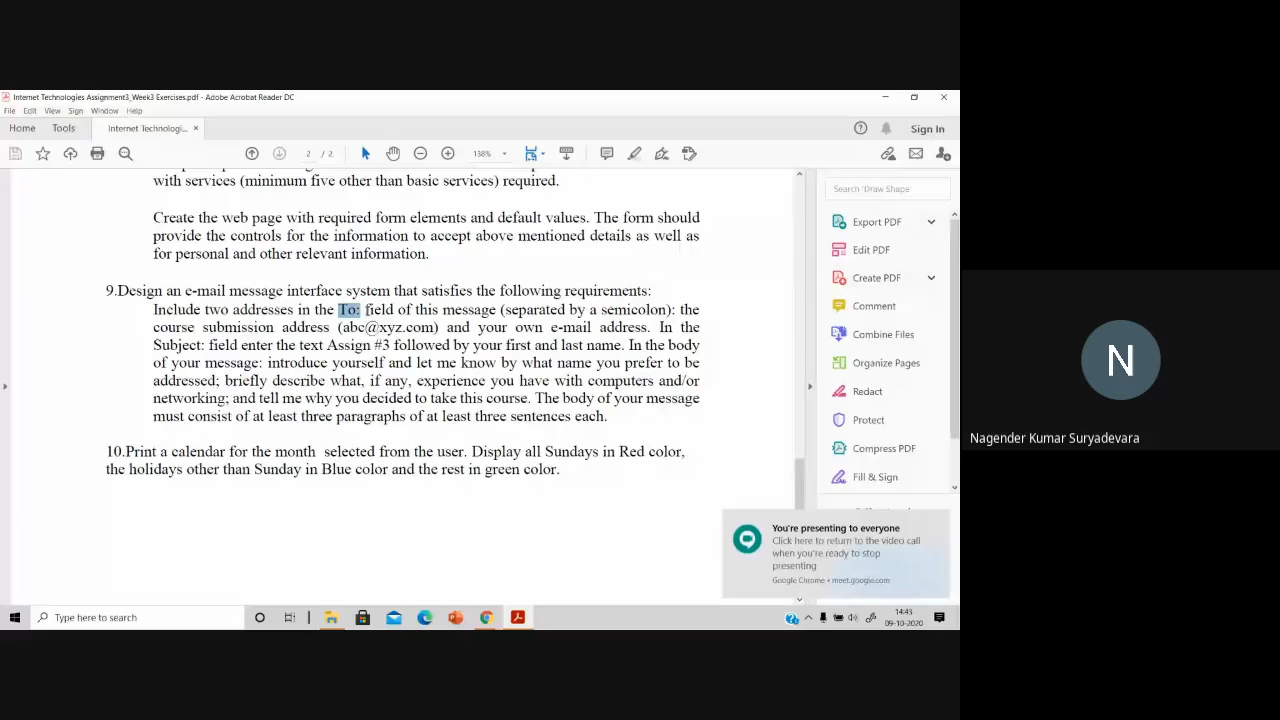 Internet Technologies Assignment3_Week3 Exercises.pdf - Adobe Acrobat Reader DC
File Edit View Sign Window Help
Home Tools Internet Technologi... × Sign In
2 / 2 138%
with services (minimum five other than basic services) required.
Create the web page with required form elements and default values. The form should
provide the controls for the information to accept above mentioned details as well as
for personal and other relevant information.
9.Design an e-mail message interface system that satisfies the following requirements:
Include two addresses in the To: field of this message (separated by a semicolon): the
course submission address (abc@xyz.com) and your own e-mail address. In the
Subject: field enter the text Assign #3 followed by your first and last name. In the body
of your message: introduce yourself and let me know by what name you prefer to be
addressed; briefly describe what, if any, experience you have with computers and/or
networking; and tell me why you decided to take this course. The body of your message
must consist of at least three paragraphs of at least three sentences each.
10.Print a calendar for the month selected from the user. Display all Sundays in Red color,
the holidays other than Sunday in Blue color and the rest in green color.
Search 'Draw Shape
Export PDF
Edit PDF
Create PDF
Comment
Combine Files
Organize Pages
Redact
Protect
Compress PDF
Fill & Sign
You're presenting to everyone
Click here to return to the video call
when you're ready to stop
presenting
Google Chrome • meet.google.com
Type here to search
14:43
09-10-2020
N
Nagender Kumar Suryadevara